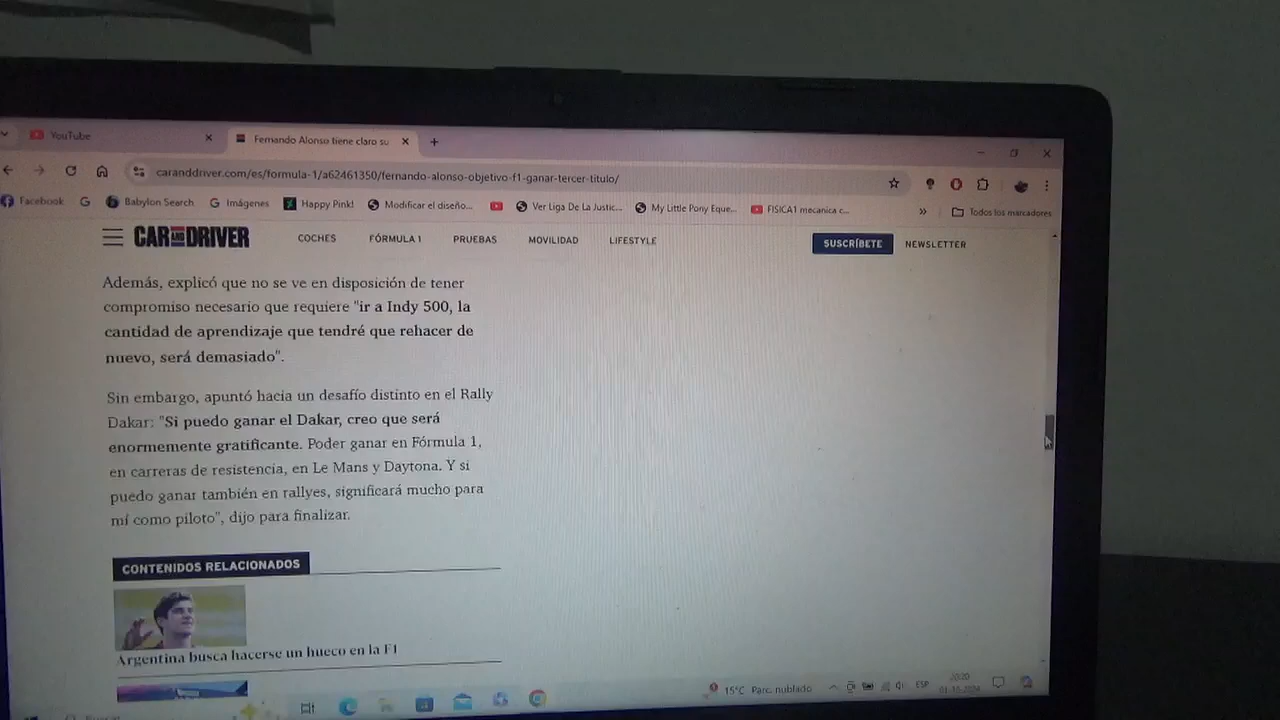 YouTube
Fernando Alonso tiene claro su
caranddriver.com/es/formula-1/a62461350/fernando-alonso-objetivo-f1-ganar-tercer-titulo/
Facebook
Babylon Search
Imágenes
Happy Pink!
Modificar el diseño...
Ver Liga De La Justic...
My Little Pony Eque...
FISICA1 mecanica c...
»
Todos los marcadores
CAR AND DRIVER
COCHES
FÓRMULA 1
PRUEBAS
MOVILIDAD
LIFESTYLE
SUSCRÍBETE
NEWSLETTER
Además, explicó que no se ve en disposición de tener
compromiso necesario que requiere "ir a Indy 500, la
cantidad de aprendizaje que tendré que rehacer de
nuevo, será demasiado".
Sin embargo, apuntó hacia un desafío distinto en el Rally
Dakar: "Si puedo ganar el Dakar, creo que será
enormemente gratificante. Poder ganar en Fórmula 1,
en carreras de resistencia, en Le Mans y Daytona. Y si
puedo ganar también en rallyes, significará mucho para
mí como piloto", dijo para finalizar.
CONTENIDOS RELACIONADOS
Argentina busca hacerse un hueco en la F1
Buscar
15°C Parc. nublado
ESP
20:20
01-10-2024